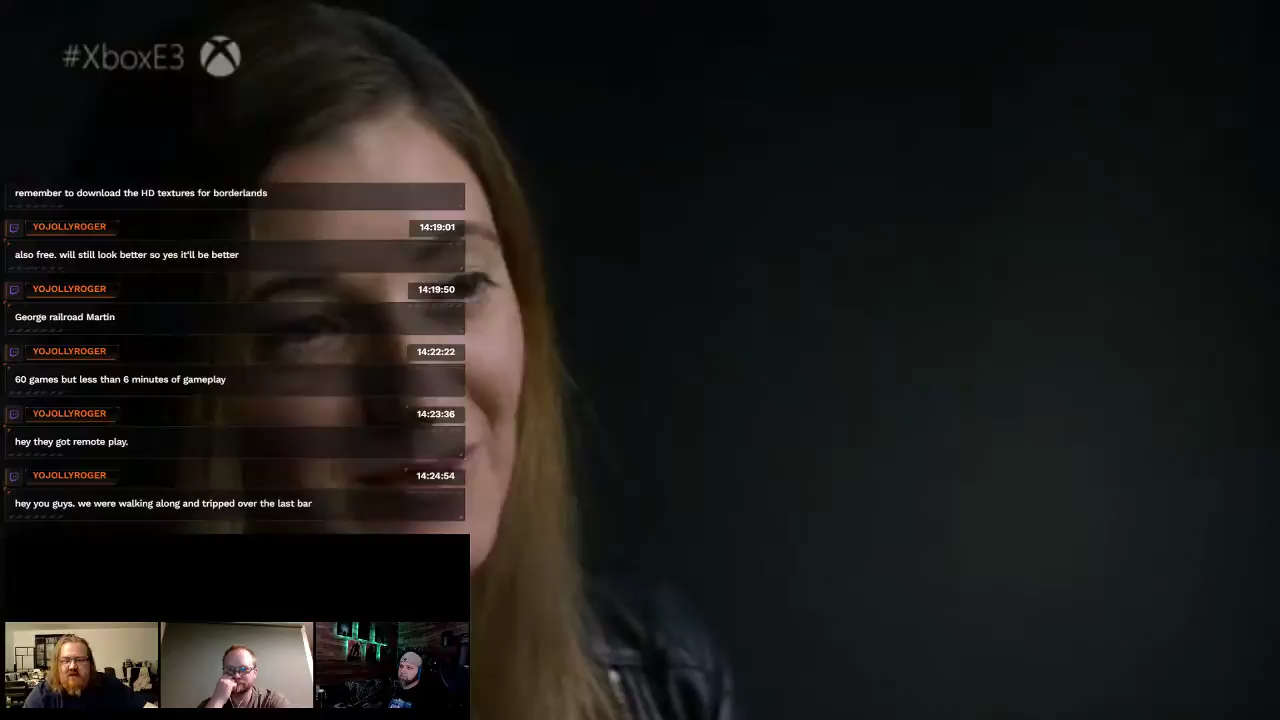 #XboxE3
remember to download the HD textures for borderlands
YOJOLLYROGER 14:19:01
also free. will still look better so yes it'll be better
YOJOLLYROGER 14:19:50
George railroad Martin
YOJOLLYROGER 14:22:22
60 games but less than 6 minutes of gameplay
YOJOLLYROGER 14:23:36
hey they got remote play.
YOJOLLYROGER 14:24:54
hey you guys. we were walking along and tripped over the last bar